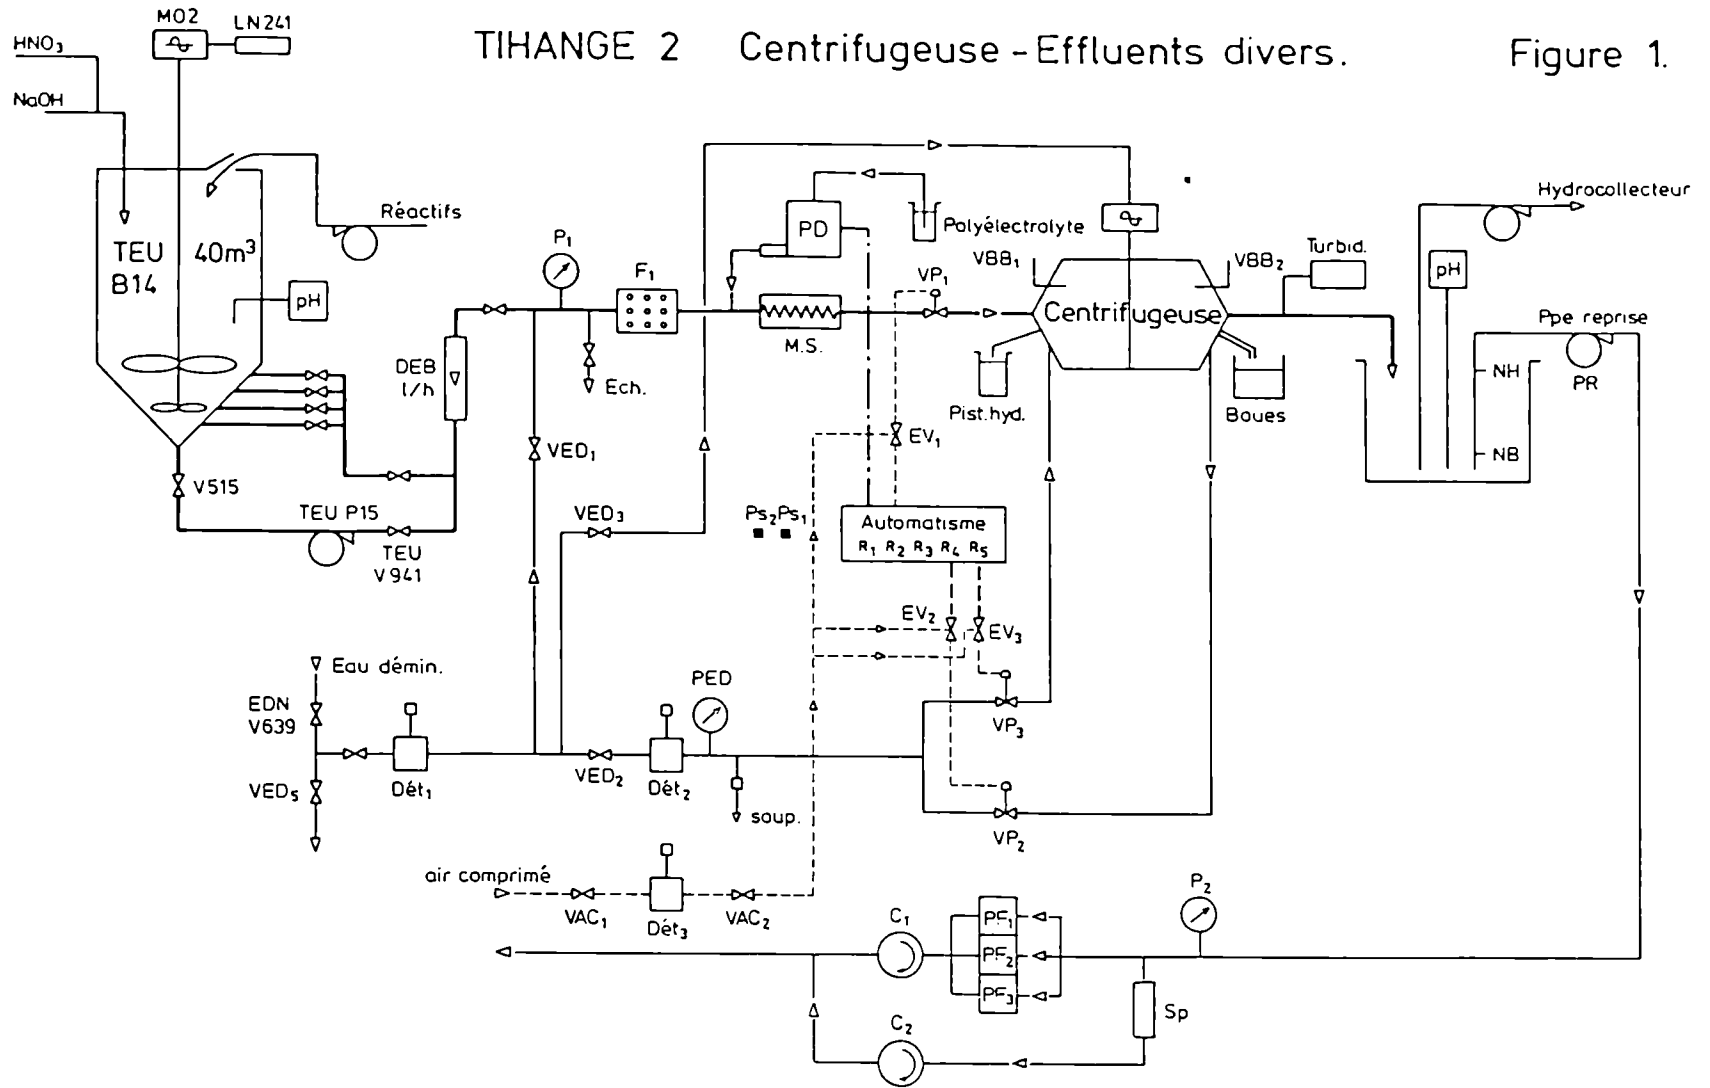 TIHANGE 2 Centrifugeuse - Effluents divers. Figure 1.
MO2
LN241
HNO₃
NaOH
Réactifs
TEU 40m³
B14
pH
DEB
l/h
P₁
F₁
Ech.
PD
Polyélectrolyte
M.S.
VP₁
VBB₁
VBB₂
Centrifugeuse
Turbid.
Hydrocollecteur
pH
Ppe reprise
PR
NH
NB
Pist.hyd.
Boues
V515
TEU P15
TEU
V941
VED₁
VED₃
EV₁
Ps₂ Ps₁
Automatisme
R₁ R₂ R₃ R₄ R₅
EV₂
EV₃
Eau démin.
EDN
V639
VED₅
Dét₁
VED₂
Dét₂
PED
soup.
VP₃
VP₂
air comprimé
VAC₁
Dét₃
VAC₂
C₁
PF₁
PF₂
PF₃
P₂
Sp
C₂